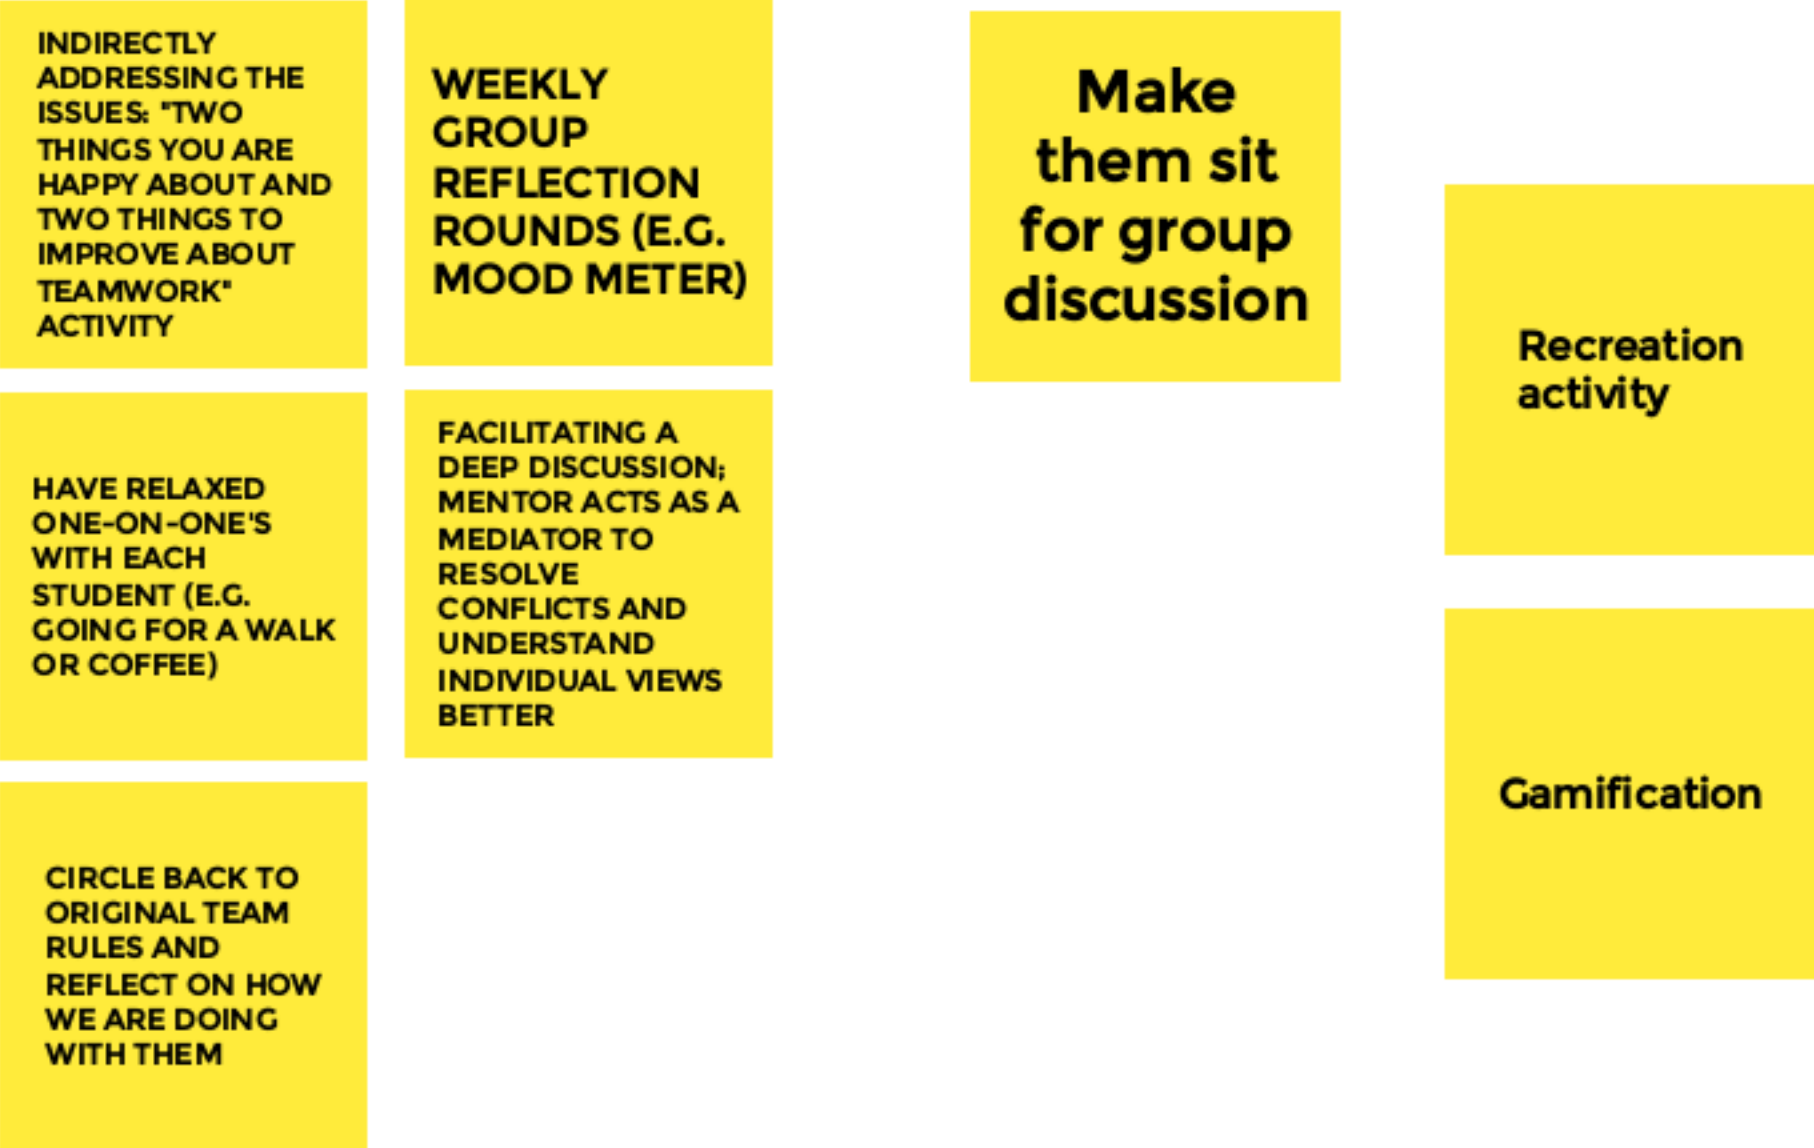 INDIRECTLY
ADDRESSING THE
ISSUES: "TWO
THINGS YOU ARE
HAPPY ABOUT AND
TWO THINGS TO
IMPROVE ABOUT
TEAMWORK"
ACTIVITY
WEEKLY
GROUP
REFLECTION
ROUNDS (E.G.
MOOD METER)
Make
them sit
for group
discussion
Recreation
activity
HAVE RELAXED
ONE-ON-ONE'S
WITH EACH
STUDENT (E.G.
GOING FOR A WALK
OR COFFEE)
FACILITATING A
DEEP DISCUSSION;
MENTOR ACTS AS A
MEDIATOR TO
RESOLVE
CONFLICTS AND
UNDERSTAND
INDIVIDUAL VIEWS
BETTER
Gamification
CIRCLE BACK TO
ORIGINAL TEAM
RULES AND
REFLECT ON HOW
WE ARE DOING
WITH THEM